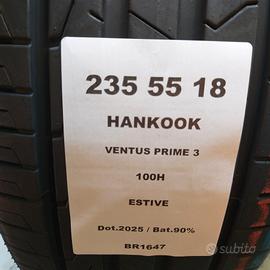 235 55 18
HANKOOK
VENTUS PRIME 3
100H
ESTIVE
Dot.2025 / Bat.90%
BR1647
subito